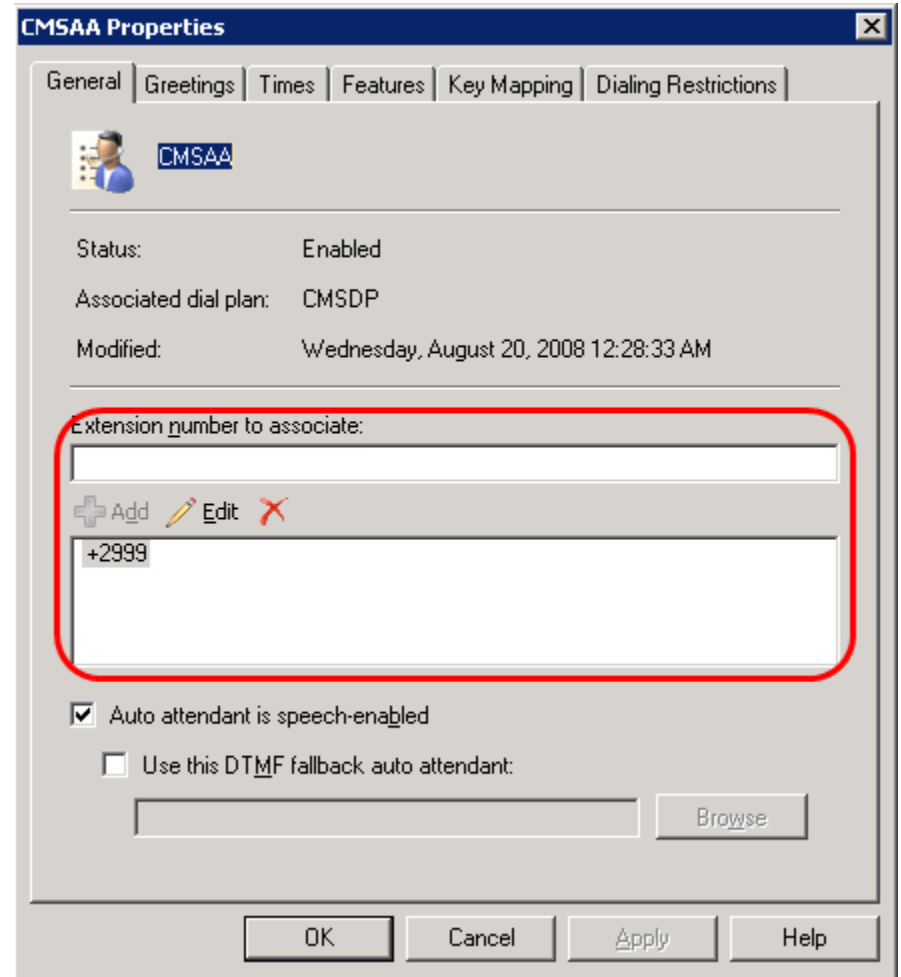 CMSAA Properties
General Greetings Times Features Key Mapping Dialing Restrictions
CMSAA
Status: Enabled
Associated dial plan: CMSDP
Modified: Wednesday, August 20, 2008 12:28:33 AM
Extension number to associate:
Add Edit
+2999
Auto attendant is speech-enabled
Use this DTMF fallback auto attendant:
Browse
OK Cancel Apply Help